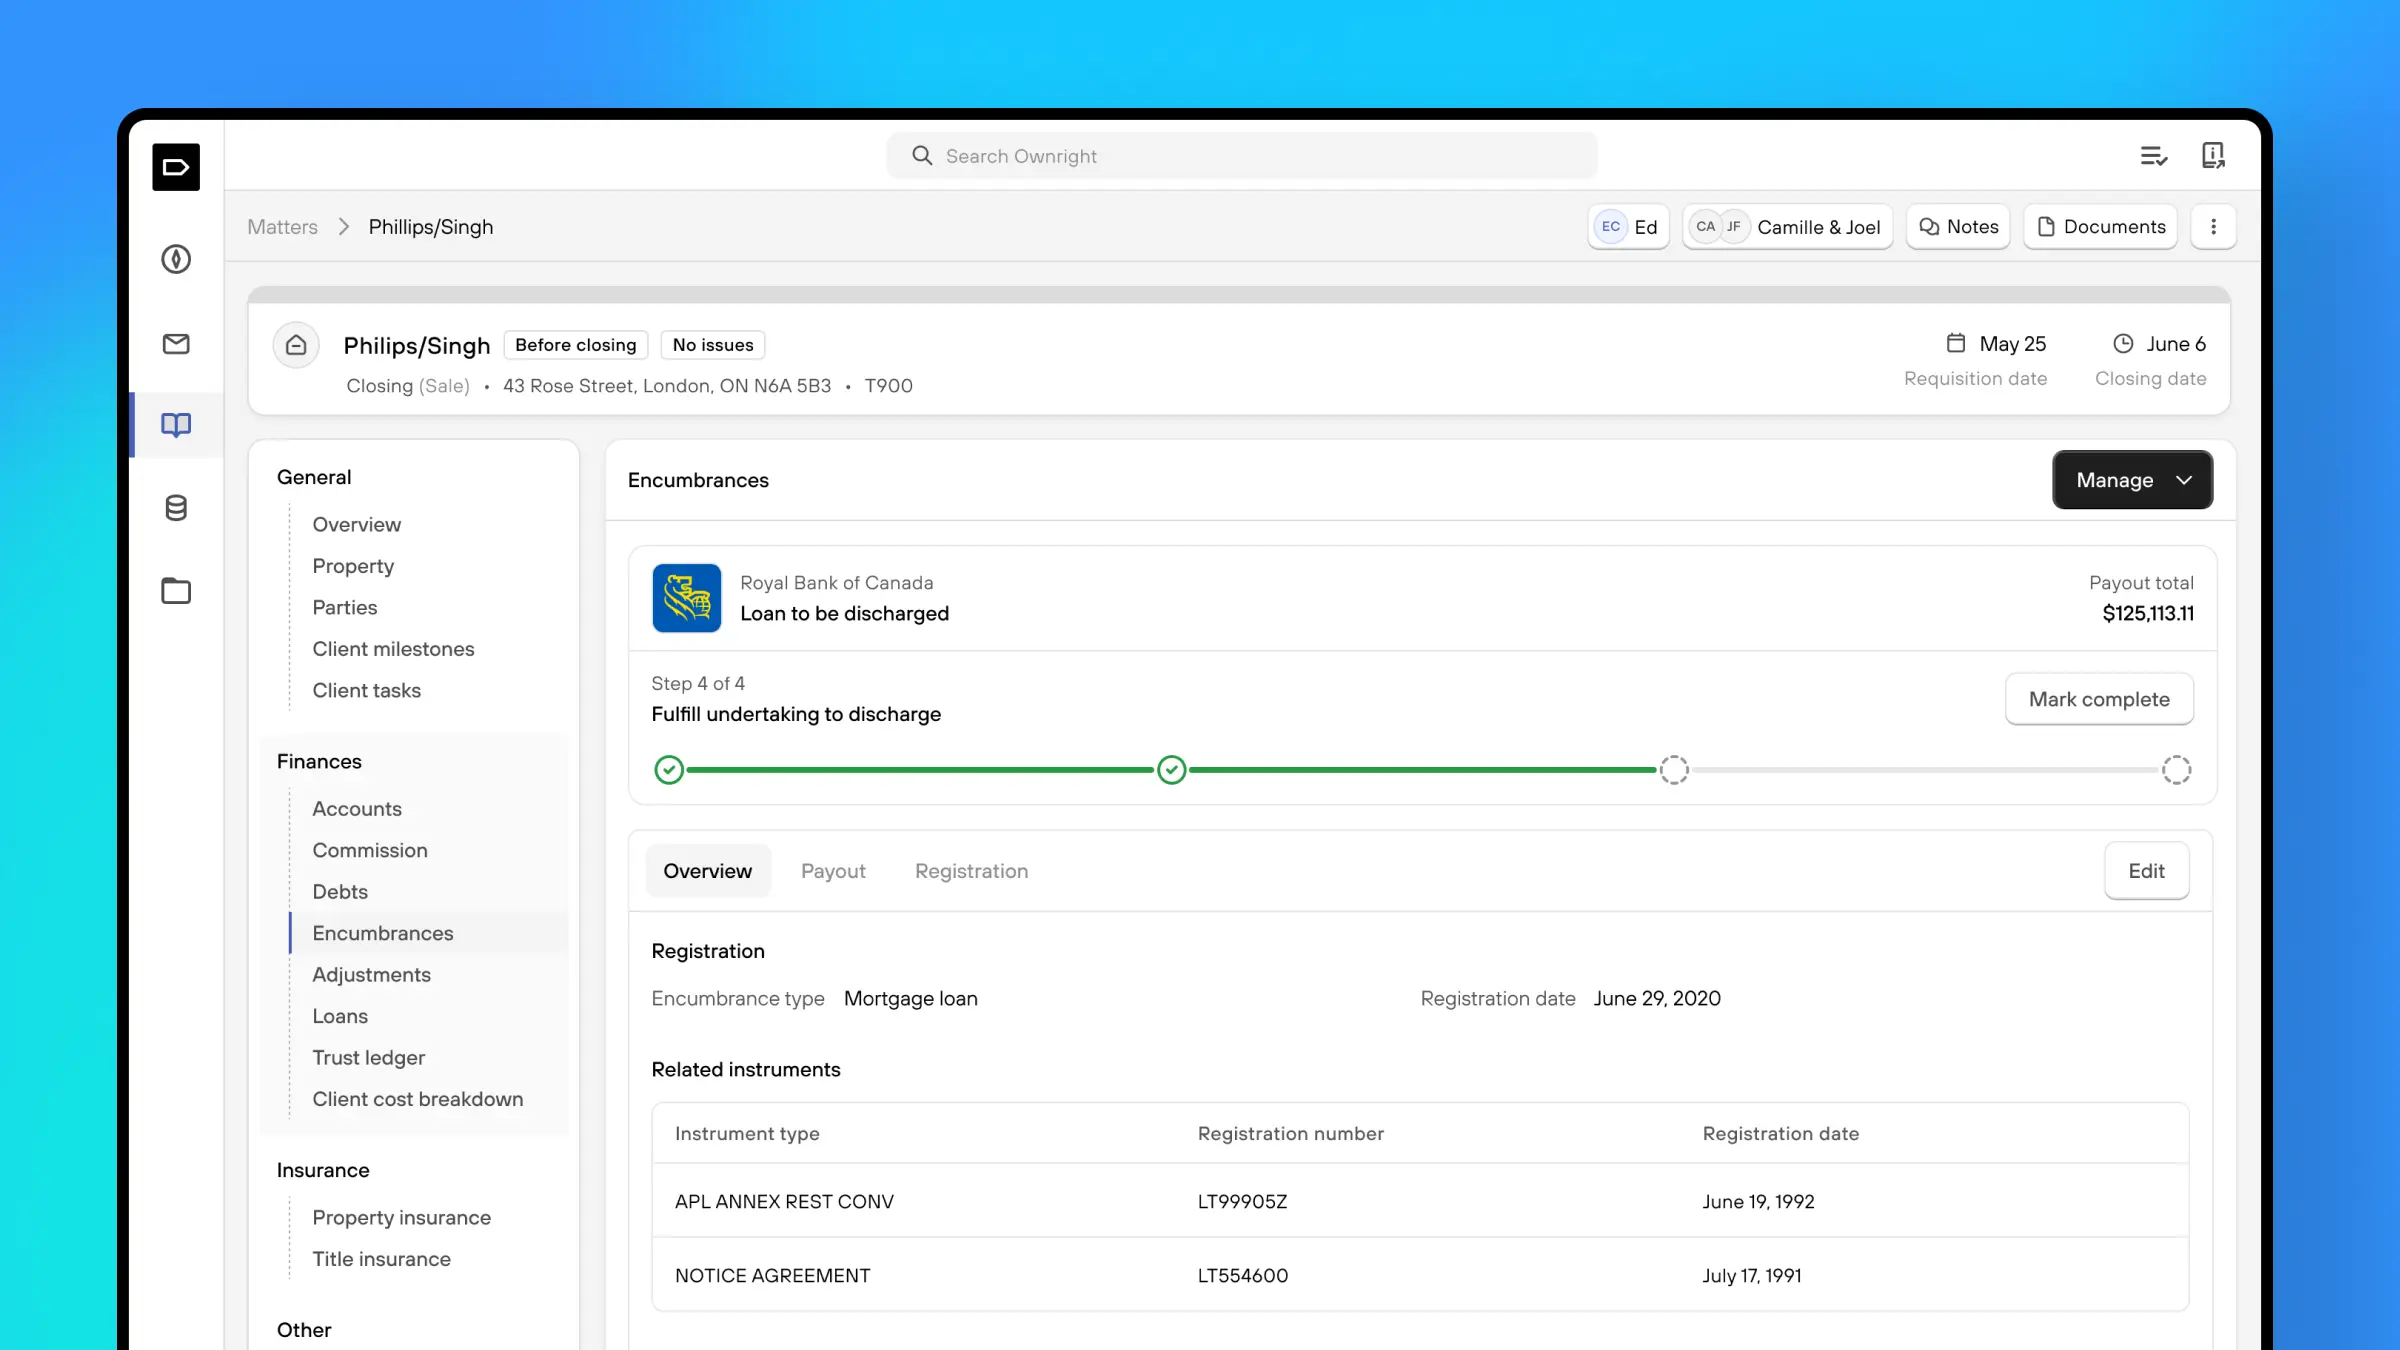 Search Ownright
Matters > Phillips/Singh
EC Ed
CA JF Camille & Joel
Notes
Documents
Philips/Singh
Before closing
No issues
Closing (Sale) • 43 Rose Street, London, ON N6A 5B3 • T900
May 25
Requisition date
June 6
Closing date
General
Overview
Property
Parties
Client milestones
Client tasks
Finances
Accounts
Commission
Debts
Encumbrances
Adjustments
Loans
Trust ledger
Client cost breakdown
Insurance
Property insurance
Title insurance
Other
Encumbrances
Manage
Royal Bank of Canada
Loan to be discharged
Payout total
$125,113.11
Step 4 of 4
Fulfill undertaking to discharge
Mark complete
Overview
Payout
Registration
Edit
Registration
Encumbrance type Mortgage loan
Registration date June 29, 2020
Related instruments
Instrument type Registration number Registration date
APL ANNEX REST CONV LT99905Z June 19, 1992
NOTICE AGREEMENT LT554600 July 17, 1991